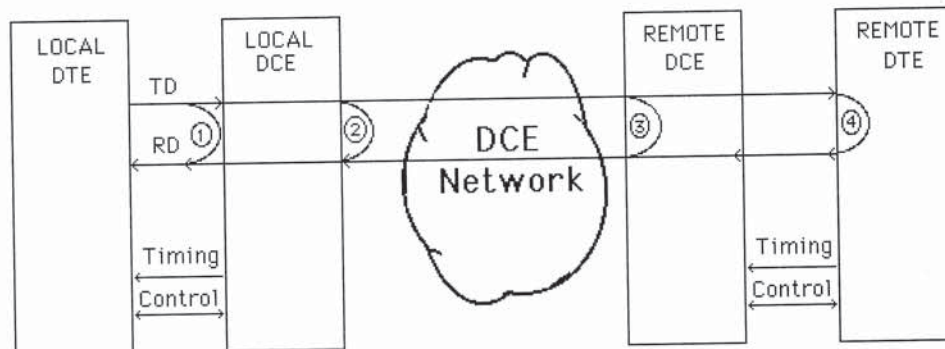 LOCAL
DTE
LOCAL
DCE
REMOTE
DCE
REMOTE
DTE
TD
RD
1
2
3
4
DCE
Network
Timing
Control
Timing
Control